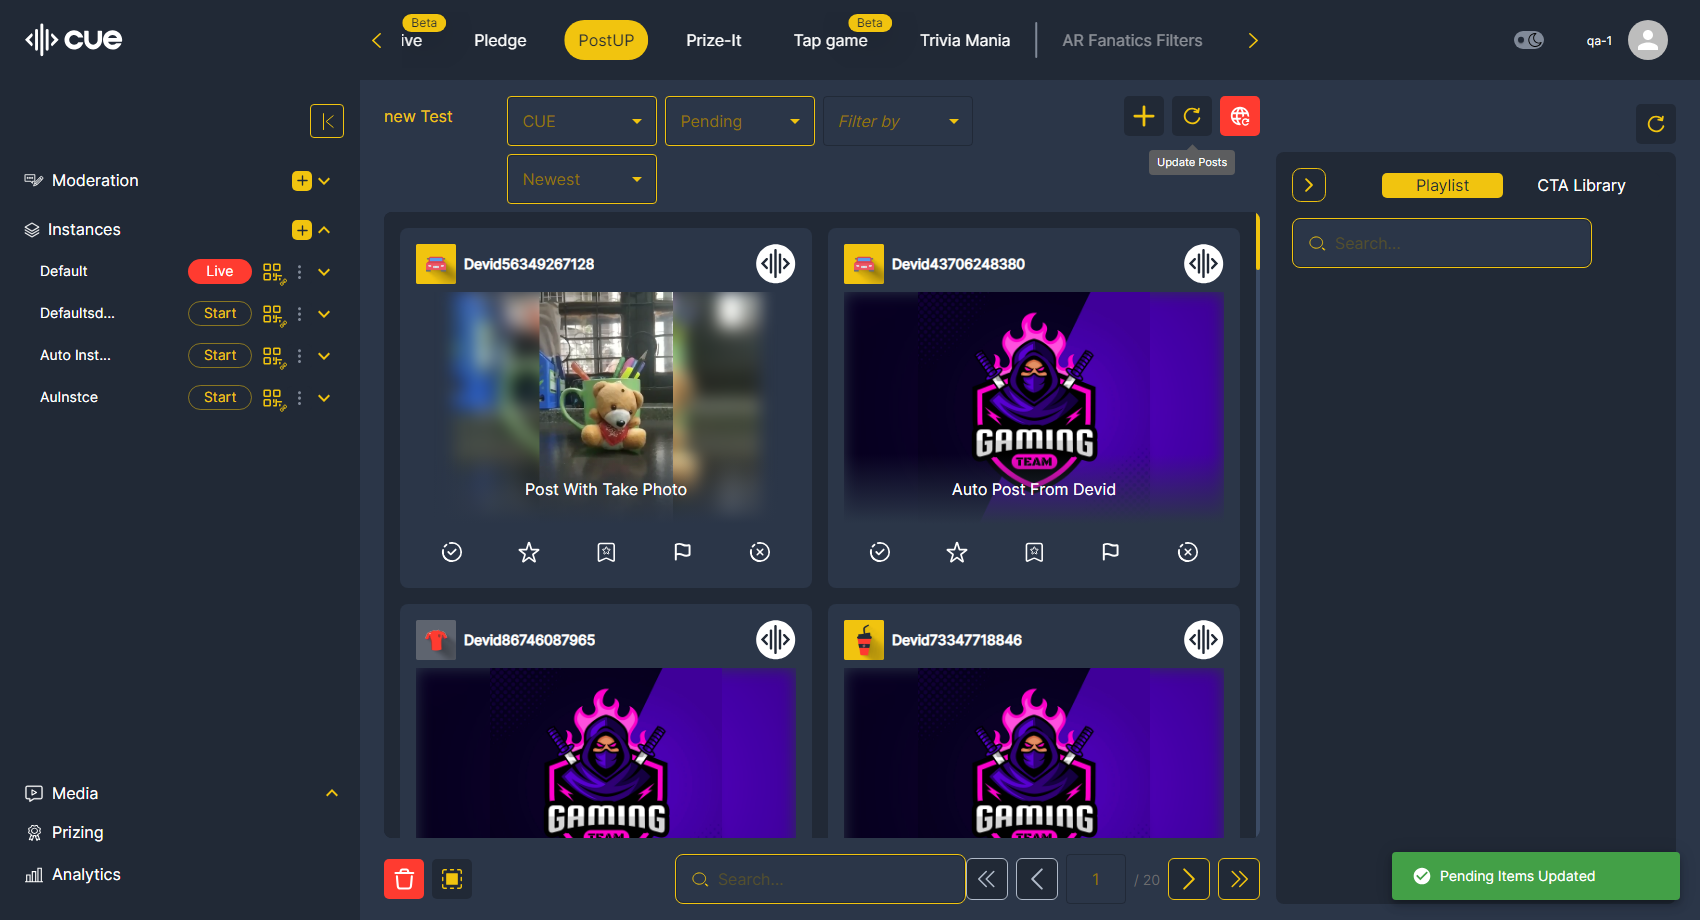 cue
Beta
ive
Pledge
PostUP
Prize-It
Beta
Tap game
Trivia Mania
AR Fanatics Filters
qa-1
Moderation
Instances
Default
Live
Defaultsd...
Start
Auto Inst...
Start
AuInstce
Start
Media
Prizing
Analytics
new Test
CUE
Pending
Filter by
Newest
Update Posts
Devid56349267128
Post With Take Photo
Devid43706248380
GAMING
TEAM
Auto Post From Devid
Devid86746087965
GAMING
TEAM
Devid73347718846
GAMING
TEAM
Search...
1
/ 20
Playlist
CTA Library
Search...
Pending Items Updated